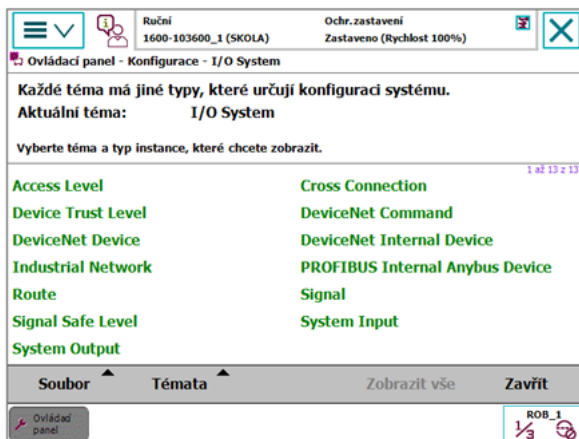 Ruční
1600-103600_1 (SKOLA)
Ochr.zastavení
Zastaveno (Rychlost 100%)
Ovládací panel - Konfigurace - I/O System
Každé téma má jiné typy, které určují konfiguraci systému.
Aktuální téma: I/O System
Vyberte téma a typ instance, které chcete zobrazit.
1 až 13 z 13
Access Level Cross Connection
Device Trust Level DeviceNet Command
DeviceNet Device DeviceNet Internal Device
Industrial Network PROFIBUS Internal Anybus Device
Route Signal
Signal Safe Level System Input
System Output
Soubor Témata Zobrazit vše Zavřít
Ovládací
panel
ROB_1
1/3